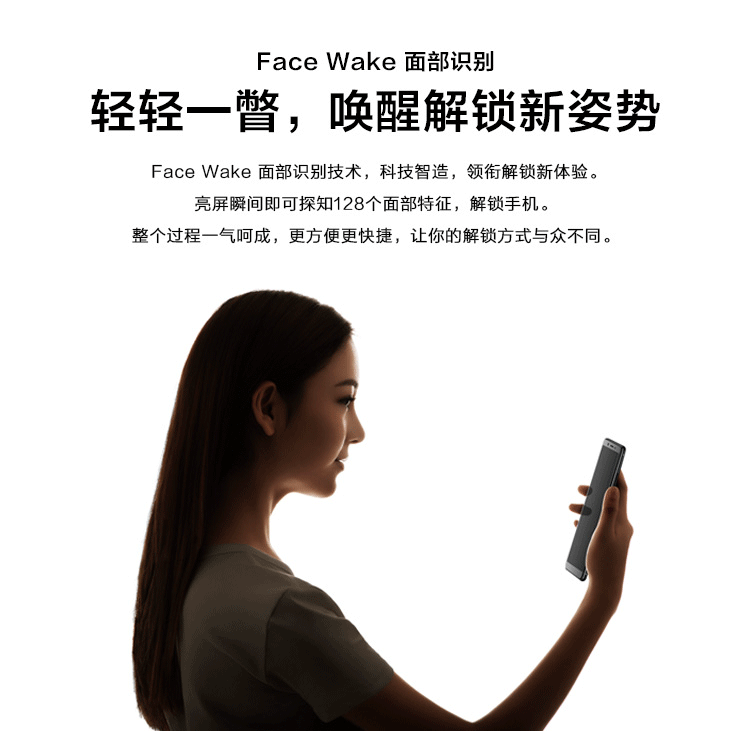 Face Wake 面部识别
轻轻一瞥，唤醒解锁新姿势
Face Wake 面部识别技术，科技智造，领衔解锁新体验。
亮屏瞬间即可探知128个面部特征，解锁手机。
整个过程一气呵成，更方便更快捷，让你的解锁方式与众不同。